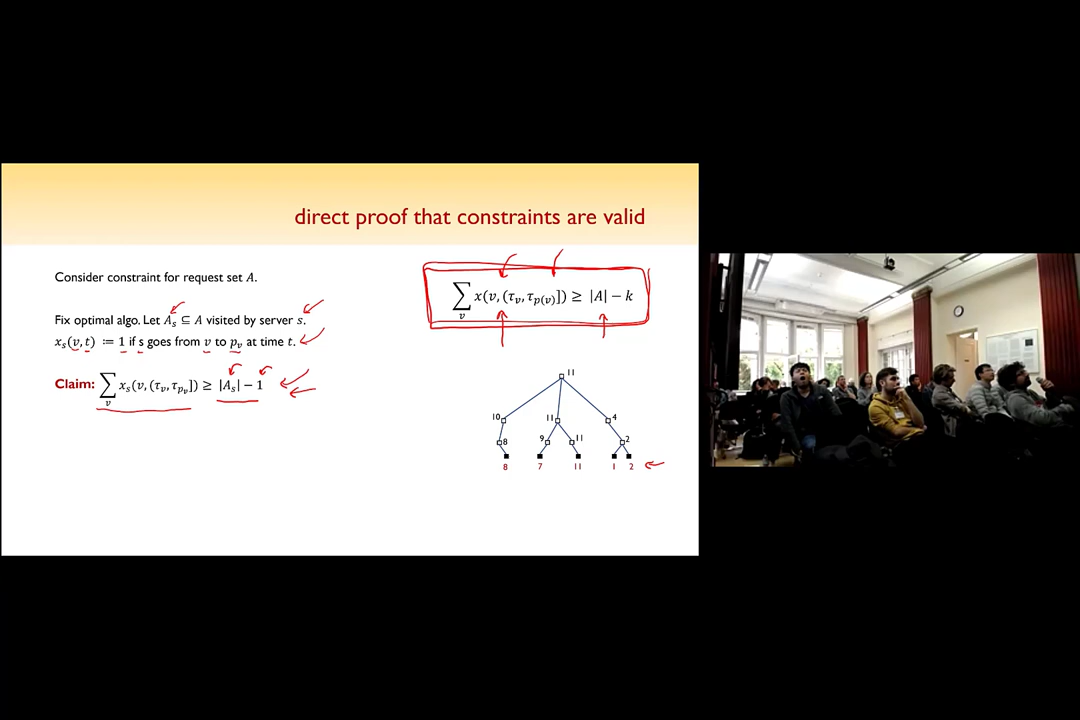 direct proof that constraints are valid
Consider constraint for request set A.
∑_v x(v, (τ_v, τ_{p(v)}]) ≥ |A| − k
Fix optimal algo. Let A_s ⊆ A visited by server s.
x_s(v, t) ≔ 1 if s goes from v to p_v at time t.
Claim: ∑_v x_s(v, (τ_v, τ_{p_v}]) ≥ |A_s| − 1
11
10 11 4
8 9 11 2
8 7 11 1 2